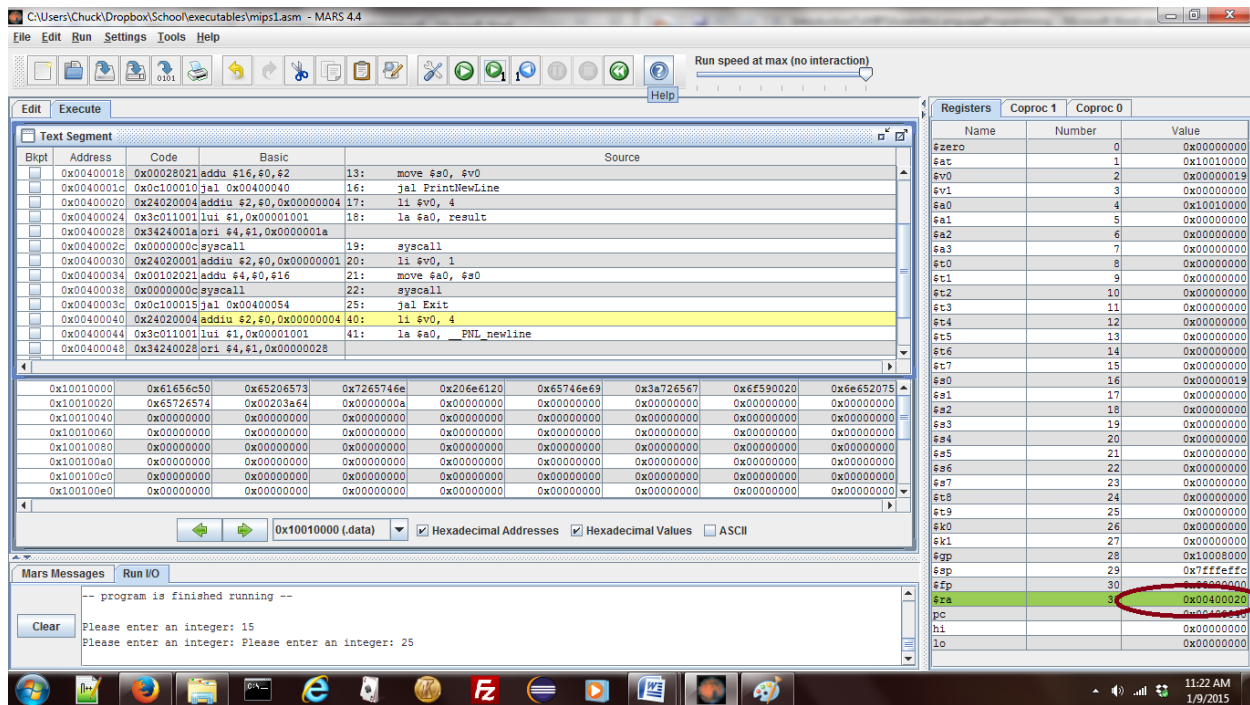 C:\Users\Chuck\Dropbox\School\executables\mips1.asm - MARS 4.4
File Edit Run Settings Tools Help
Run speed at max (no interaction)
Help
Edit Execute
Text Segment
Bkpt Address Code Basic Source
0x00400018 0x00028021 addu $16,$0,$2 13: move $s0, $v0
0x0040001c 0x0c100010 jal 0x00400040 16: jal PrintNewLine
0x00400020 0x24020004 addiu $2,$0,0x00000004 17: li $v0, 4
0x00400024 0x3c011001 lui $1,0x00001001 18: la $a0, result
0x00400028 0x3424001a ori $4,$1,0x0000001a
0x0040002c 0x0000000c syscall 19: syscall
0x00400030 0x24020001 addiu $2,$0,0x00000001 20: li $v0, 1
0x00400034 0x00102021 addu $4,$0,$16 21: move $a0, $s0
0x00400038 0x0000000c syscall 22: syscall
0x0040003c 0x0c100015 jal 0x00400054 25: jal Exit
0x00400040 0x24020004 addiu $2,$0,0x00000004 40: li $v0, 4
0x00400044 0x3c011001 lui $1,0x00001001 41: la $a0, __PNL_newline
0x00400048 0x34240028 ori $4,$1,0x00000028
0x10010000 0x61656c50 0x65206573 0x7265746e 0x206e6120 0x65746e69 0x3a726567 0x6f590020 0x6e652075
0x10010020 0x65726574 0x00203a64 0x0000000a 0x00000000 0x00000000 0x00000000 0x00000000 0x00000000
0x10010040 0x00000000 0x00000000 0x00000000 0x00000000 0x00000000 0x00000000 0x00000000 0x00000000
0x10010060 0x00000000 0x00000000 0x00000000 0x00000000 0x00000000 0x00000000 0x00000000 0x00000000
0x10010080 0x00000000 0x00000000 0x00000000 0x00000000 0x00000000 0x00000000 0x00000000 0x00000000
0x100100a0 0x00000000 0x00000000 0x00000000 0x00000000 0x00000000 0x00000000 0x00000000 0x00000000
0x100100c0 0x00000000 0x00000000 0x00000000 0x00000000 0x00000000 0x00000000 0x00000000 0x00000000
0x100100e0 0x00000000 0x00000000 0x00000000 0x00000000 0x00000000 0x00000000 0x00000000 0x00000000
0x10010000 (.data) Hexadecimal Addresses Hexadecimal Values ASCII
Mars Messages Run I/O
-- program is finished running --
Clear
Please enter an integer: 15
Please enter an integer: Please enter an integer: 25
Registers Coproc 1 Coproc 0
Name Number Value
$zero 0 0x00000000
$at 1 0x10010000
$v0 2 0x00000019
$v1 3 0x00000000
$a0 4 0x10010000
$a1 5 0x00000000
$a2 6 0x00000000
$a3 7 0x00000000
$t0 8 0x00000000
$t1 9 0x00000000
$t2 10 0x00000000
$t3 11 0x00000000
$t4 12 0x00000000
$t5 13 0x00000000
$t6 14 0x00000000
$t7 15 0x00000000
$s0 16 0x00000019
$s1 17 0x00000000
$s2 18 0x00000000
$s3 19 0x00000000
$s4 20 0x00000000
$s5 21 0x00000000
$s6 22 0x00000000
$s7 23 0x00000000
$t8 24 0x00000000
$t9 25 0x00000000
$k0 26 0x00000000
$k1 27 0x00000000
$gp 28 0x10008000
$sp 29 0x7fffeffc
$fp 30 0x00000000
$ra 0x00400020
pc
hi 0x00000000
lo 0x00000000
11:22 AM
1/9/2015